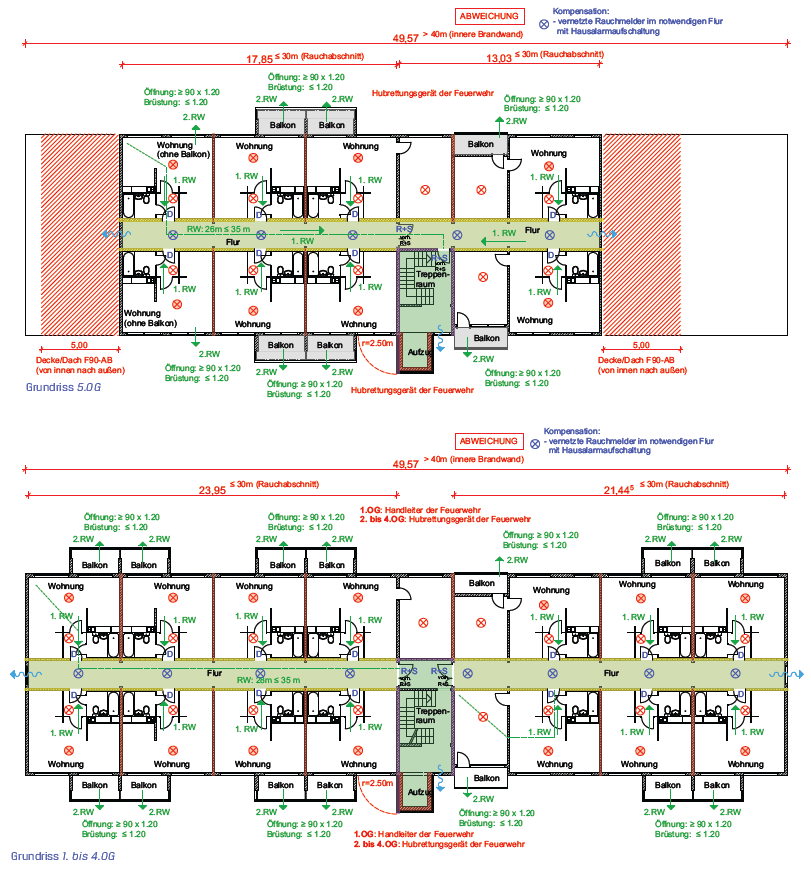 ABWEICHUNG
Kompensation:
- vernetzte Rauchmelder im notwendigen Flur
mit Hausalarmaufschaltung
49,57 > 40m (innere Brandwand)
17,85 ≤ 30m (Rauchabschnitt)
13,03 ≤ 30m (Rauchabschnitt)
Öffnung: ≥ 90 x 1.20
Brüstung: ≤ 1.20
2.RW
Öffnung: ≥ 90 x 1.20
Brüstung: ≤ 1.20
2.RW
2.RW
Hubrettungsgerät der Feuerwehr
Öffnung: ≥ 90 x 1.20
Brüstung: ≤ 1.20
2.RW
Balkon
Balkon
Balkon
Wohnung
(ohne Balkon)
Wohnung
Wohnung
Wohnung
1. RW
1. RW
1. RW
1. RW
D
D
D
D
RW: 26m ≤ 35 m
Flur
1. RW
R+S
vorn.
R+S
1. RW
Flur
R+S
vorn.
R+S
D
D
D
D
Treppen-
raum
1. RW
1. RW
1. RW
1. RW
Wohnung
(ohne Balkon)
Wohnung
Wohnung
Wohnung
Balkon
Balkon
Balkon
r=2.50m
Aufzug
5,00
5,00
2.RW
2.RW
2.RW
2.RW
Decke/Dach F90-AB
(von innen nach außen)
Öffnung: ≥ 90 x 1.20
Brüstung: ≤ 1.20
Öffnung: ≥ 90 x 1.20
Brüstung: ≤ 1.20
Hubrettungsgerät der Feuerwehr
Öffnung: ≥ 90 x 1.20
Brüstung: ≤ 1.20
Decke/Dach F90-AB
(von innen nach außen)
Grundriss 5.OG
ABWEICHUNG
Kompensation:
- vernetzte Rauchmelder im notwendigen Flur
mit Hausalarmaufschaltung
49,57 > 40m (innere Brandwand)
23,95 ≤ 30m (Rauchabschnitt)
21,44⁵ ≤ 30m (Rauchabschnitt)
1.OG: Handleiter der Feuerwehr
2. bis 4.OG: Hubrettungsgerät der Feuerwehr
Öffnung: ≥ 90 x 1.20
Brüstung: ≤ 1.20
Öffnung: ≥ 90 x 1.20
Brüstung: ≤ 1.20
Öffnung: ≥ 90 x 1.20
Brüstung: ≤ 1.20
Öffnung: ≥ 90 x 1.20
Brüstung: ≤ 1.20
2.RW
2.RW
2.RW
2.RW
2.RW
2.RW
2.RW
Balkon
Balkon
Balkon
Balkon
Balkon
Balkon
Balkon
Wohnung
Wohnung
Wohnung
Wohnung
Wohnung
Wohnung
Wohnung
1. RW
1. RW
1. RW
1. RW
1. RW
1. RW
1. RW
D
D
D
D
D
D
D
Flur
RW: 28m ≤ 35 m
R+S
vorn.
R+S
R+S
vorn.
R+S
Flur
D
D
D
D
D
D
D
Treppen-
raum
1. RW
1. RW
1. RW
1. RW
1. RW
1. RW
1. RW
Wohnung
Wohnung
Wohnung
Wohnung
Wohnung
Wohnung
Wohnung
Balkon
Balkon
Balkon
Balkon
r=2.50m
Aufzug
Balkon
Balkon
Balkon
2.RW
2.RW
2.RW
2.RW
2.RW
2.RW
2.RW
Öffnung: ≥ 90 x 1.20
Brüstung: ≤ 1.20
Öffnung: ≥ 90 x 1.20
Brüstung: ≤ 1.20
Öffnung: ≥ 90 x 1.20
Brüstung: ≤ 1.20
Öffnung: ≥ 90 x 1.20
Brüstung: ≤ 1.20
1.OG: Handleiter der Feuerwehr
2. bis 4.OG: Hubrettungsgerät der Feuerwehr
Grundriss 1. bis 4.OG